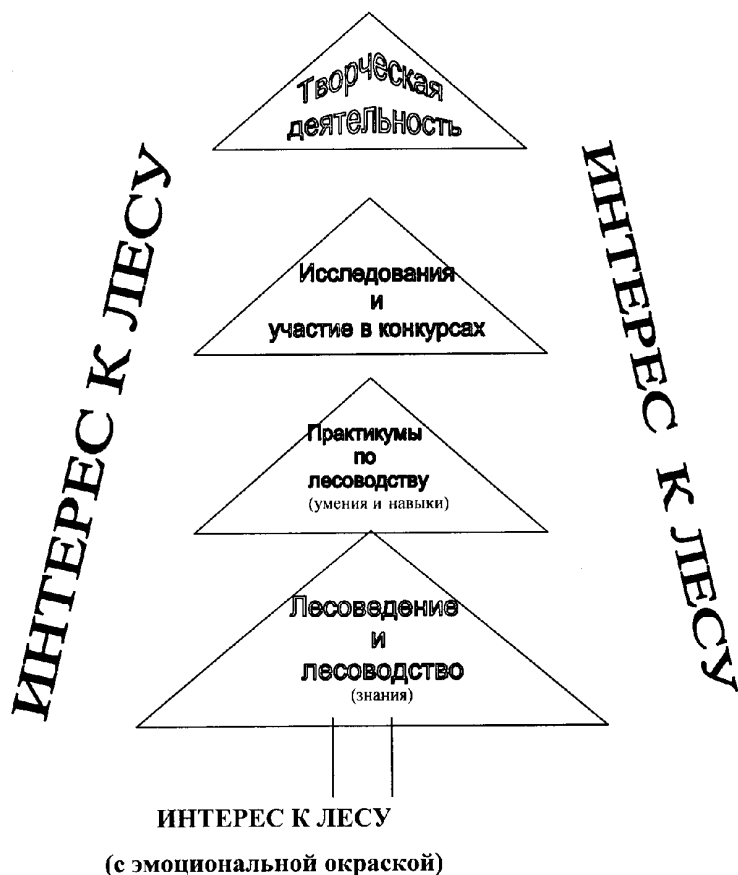 Творческая
деятельность
ИНТЕРЕС К ЛЕСУ
ИНТЕРЕС К ЛЕСУ
Исследования
и
участие в конкурсах
Практикумы
по
лесоводству
(умения и навыки)
Лесоведение
и
лесоводство
(знания)
ИНТЕРЕС К ЛЕСУ
(с эмоциональной окраской)